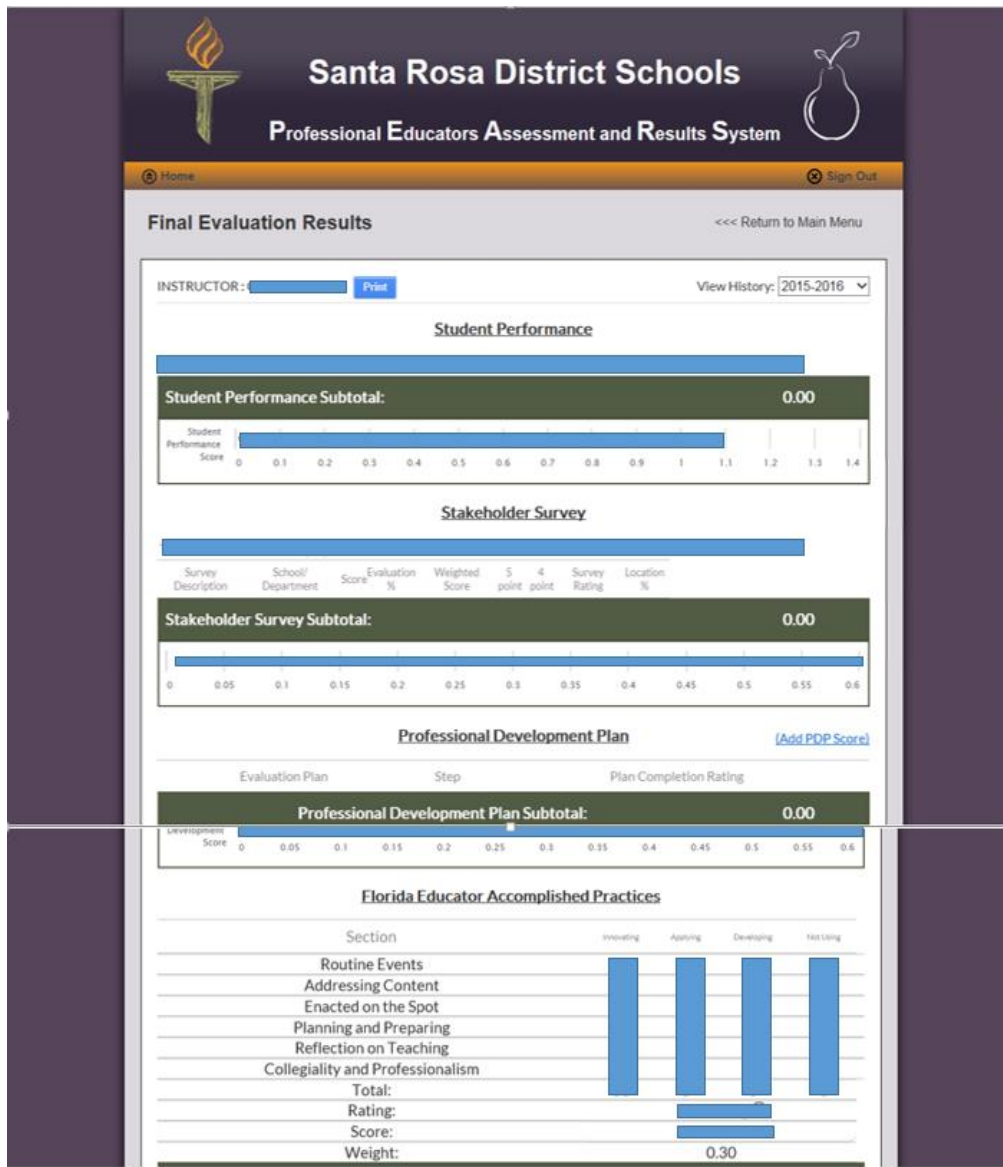 Santa Rosa District Schools
Professional Educators Assessment and Results System
Home Sign Out
Final Evaluation Results <<< Return to Main Menu
INSTRUCTOR: Print View History: 2015-2016
Student Performance
Student Performance Subtotal: 0.00
Student Performance Score
0 0.1 0.2 0.3 0.4 0.5 0.6 0.7 0.8 0.9 1 1.1 1.2 1.3 1.4
Stakeholder Survey
Survey Description School/ Department Score Evaluation % Weighted Score 5 point 4 point Survey Rating Location %
Stakeholder Survey Subtotal: 0.00
0 0.05 0.1 0.15 0.2 0.25 0.3 0.35 0.4 0.45 0.5 0.55 0.6
Professional Development Plan (Add PDP Score)
Evaluation Plan Step Plan Completion Rating
Professional Development Plan Subtotal: 0.00
Development Score
0 0.05 0.1 0.15 0.2 0.25 0.3 0.35 0.4 0.45 0.5 0.55 0.6
Florida Educator Accomplished Practices
Section Innovating Applying Developing Not Using
Routine Events
Addressing Content
Enacted on the Spot
Planning and Preparing
Reflection on Teaching
Collegiality and Professionalism
Total:
Rating:
Score:
Weight: 0.30